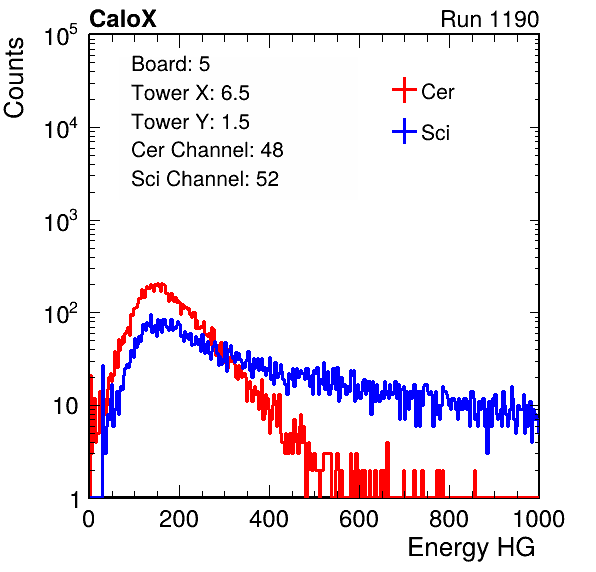 CaloX Run 1190
Counts
10^5
10^4
10^3
10^2
10
1
Board: 5
Tower X: 6.5
Tower Y: 1.5
Cer Channel: 48
Sci Channel: 52
Cer
Sci
0 200 400 600 800 1000
Energy HG